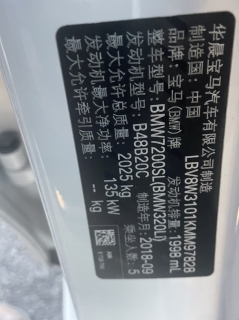 华晨宝马汽车有限公司制造
制造国：中国 LBV8W3101KMM97828
品牌：宝马(BMW)牌 发动机排量：1998 mL
整车型号：BMW7200SL(BMW320Li)
发动机型号：B48B20C 制造年月：2018-09
最大允许总质量：2025 kg 乘坐人数：5
发动机最大净功率：135 kW
最大允许牵引质量：-- kg